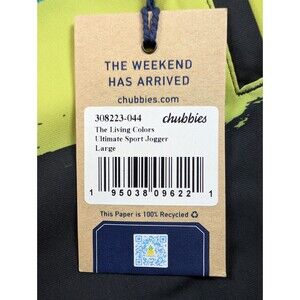 THE WEEKEND
HAS ARRIVED
chubbies.com
308223-044 chubbies
The Living Colors
Ultimate Sport Jogger
Large
1 95038 09622 1
This Paper is 100% Recycled